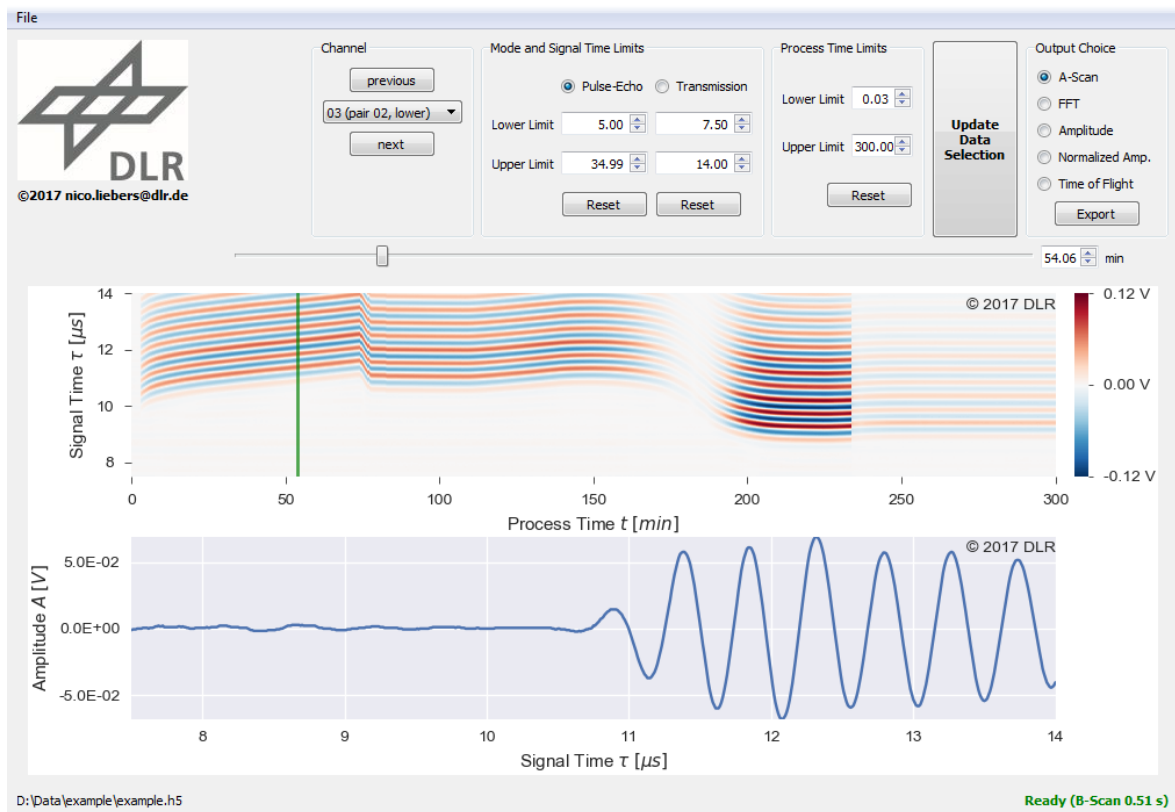 File
DLR
©2017 nico.liebers@dlr.de
Channel
previous
03 (pair 02, lower)
next
Mode and Signal Time Limits
Pulse-Echo Transmission
Lower Limit 5.00 7.50
Upper Limit 34.99 14.00
Reset Reset
Process Time Limits
Lower Limit 0.03
Upper Limit 300.00
Reset
Update
Data
Selection
Output Choice
A-Scan
FFT
Amplitude
Normalized Amp.
Time of Flight
Export
54.06 min
Signal Time τ [μs]
14
12
10
8
© 2017 DLR
0.12 V
0.00 V
-0.12 V
0 50 100 150 200 250 300
Process Time t [min]
Amplitude A [V]
5.0E-02
0.0E+00
-5.0E-02
© 2017 DLR
8 9 10 11 12 13 14
Signal Time τ [μs]
D:\Data\example\example.h5
Ready (B-Scan 0.51 s)